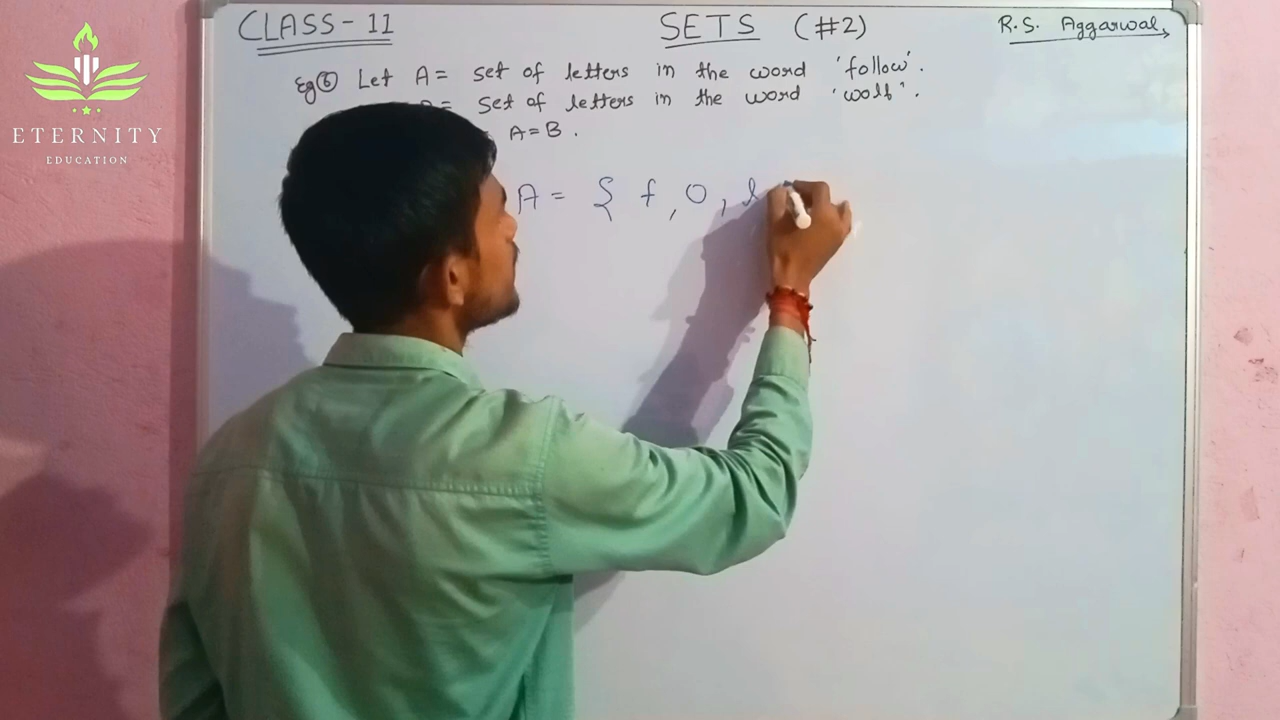 CLASS-11 SETS (#2) R.S. Aggarwal
Eg⑥ Let A = set of letters in the word 'follow'.
= set of letters in the word 'wolf'.
A=B.
A = { f, o, l
ETERNITY
EDUCATION